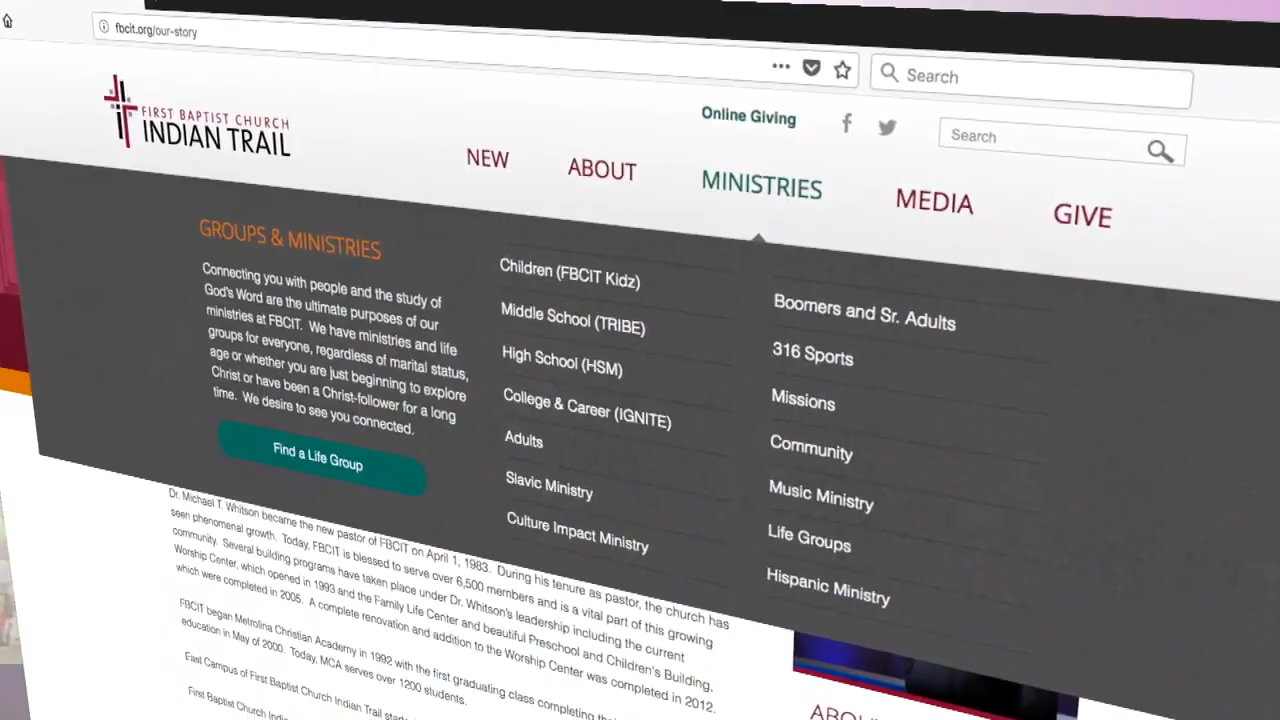 fbcit.org/our-story
Search
FIRST BAPTIST CHURCH
INDIAN TRAIL
Online Giving
Search
NEW
ABOUT
MINISTRIES
MEDIA
GIVE
GROUPS & MINISTRIES
Connecting you with people and the study of
God's Word are the ultimate purposes of our
ministries at FBCIT. We have ministries and life
groups for everyone, regardless of marital status,
age or whether you are just beginning to explore
Christ or have been a Christ-follower for a long
time. We desire to see you connected.
Find a Life Group
Children (FBCIT Kidz)
Middle School (TRIBE)
High School (HSM)
College & Career (IGNITE)
Adults
Slavic Ministry
Culture Impact Ministry
Boomers and Sr. Adults
316 Sports
Missions
Community
Music Ministry
Life Groups
Hispanic Ministry
Dr. Michael T. Whitson became the new pastor of FBCIT on April 1, 1983. During his tenure as pastor, the church has
seen phenomenal growth. Today, FBCIT is blessed to serve over 6,500 members and is a vital part of this growing
community. Several building programs have taken place under Dr. Whitson's leadership including the current
Worship Center, which opened in 1993 and the Family Life Center and beautiful Preschool and Children's Building,
which were completed in 2005. A complete renovation and addition to the Worship Center was completed in 2012.
FBCIT began Metrolina Christian Academy in 1992 with the first graduating class completing
education in May of 2000. Today, MCA serves over 1200 students.
East Campus of First Baptist Church Indian Trail
First Baptist Church